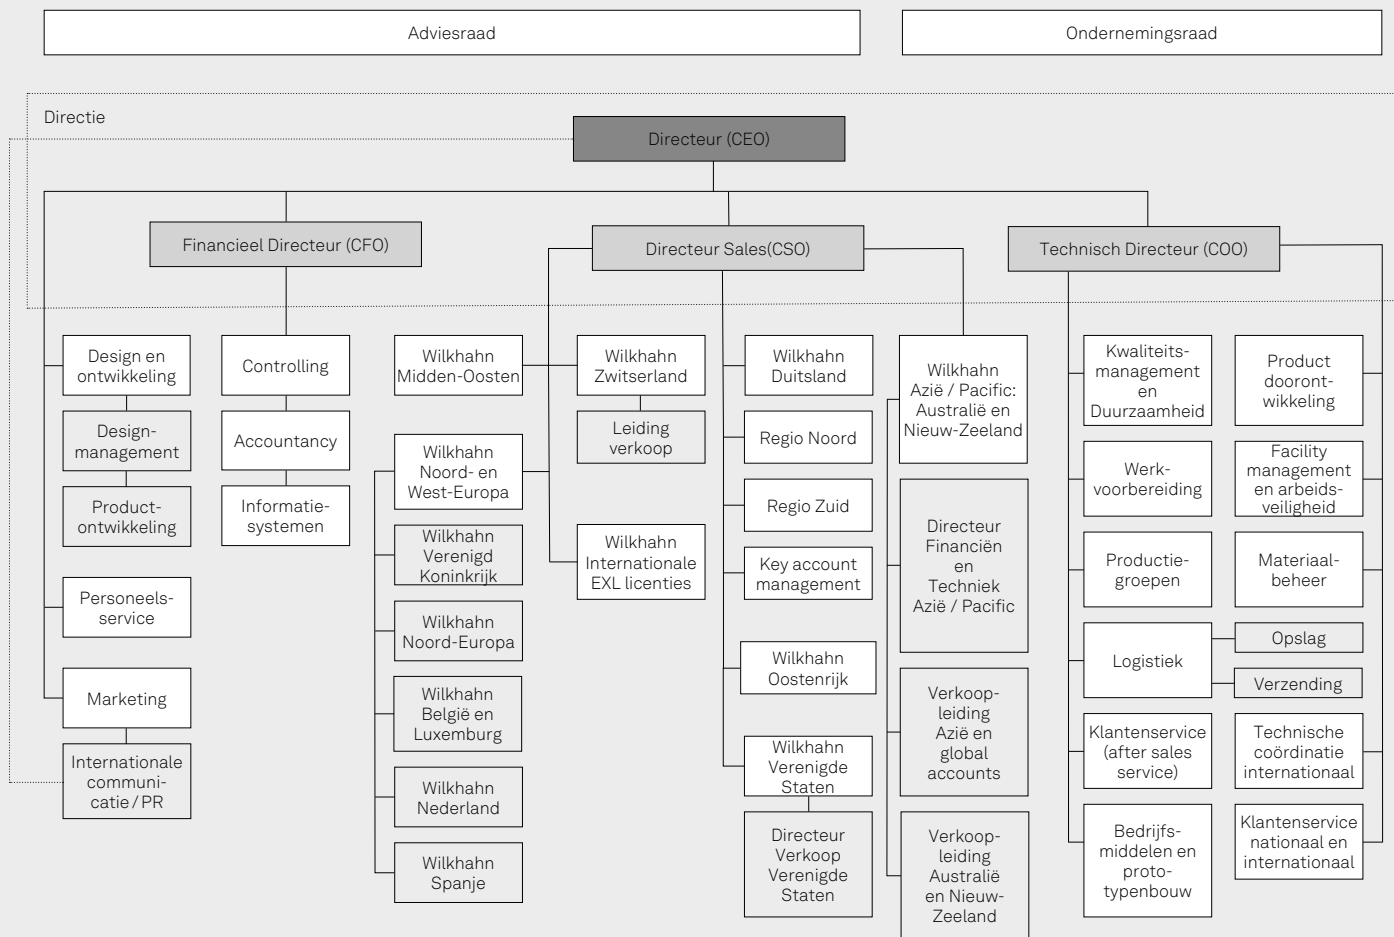 Adviesraad
Ondernemingsraad
Directie
Directeur (CEO)
Financieel Directeur (CFO)
Directeur Sales(CSO)
Technisch Directeur (COO)
Design en
ontwikkeling
Design-
management
Product-
ontwikkeling
Personeels-
service
Marketing
Internationale
communi-
catie / PR
Controlling
Accountancy
Informatie-
systemen
Wilkhahn
Midden-Oosten
Wilkhahn
Noord- en
West-Europa
Wilkhahn
Verenigd
Koninkrijk
Wilkhahn
Noord-Europa
Wilkhahn
België en
Luxemburg
Wilkhahn
Nederland
Wilkhahn
Spanje
Wilkhahn
Zwitserland
Leiding
verkoop
Wilkhahn
Internationale
EXL licenties
Wilkhahn
Duitsland
Regio Noord
Regio Zuid
Key account
management
Wilkhahn
Oostenrijk
Wilkhahn
Verenigde
Staten
Directeur
Verkoop
Verenigde
Staten
Wilkhahn
Azië / Pacific:
Australië en
Nieuw-Zeeland
Directeur
Financiën
en
Techniek
Azië / Pacific
Verkoop-
leiding
Azië en
global
accounts
Verkoop-
leiding
Australië
en Nieuw-
Zeeland
Kwaliteits-
management
en
Duurzaamheid
Werk-
voorbereiding
Productie-
groepen
Logistiek
Klantenservice
(after sales
service)
Bedrijfs-
middelen en
proto-
typenbouw
Product
dooront-
wikkeling
Facility
management
en arbeids-
veiligheid
Materiaal-
beheer
Opslag
Verzending
Technische
coördinatie
internationaal
Klantenservice
nationaal en
internationaal